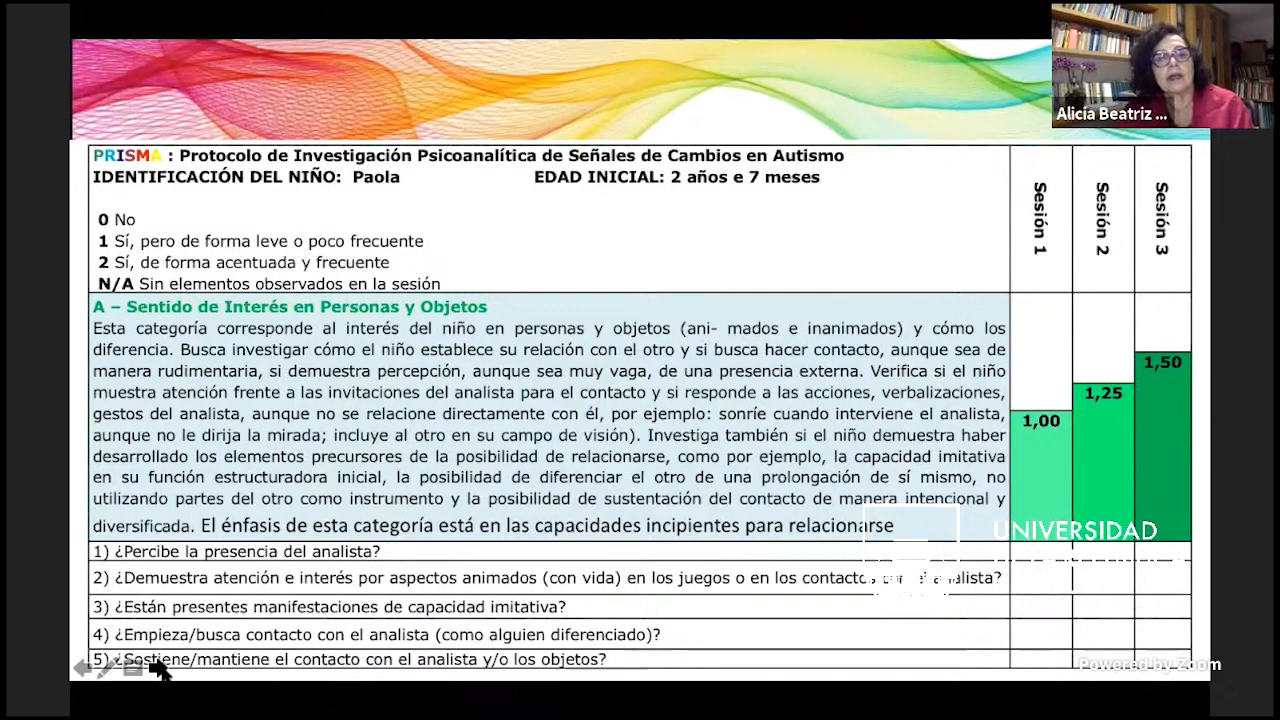 Alicia Beatriz ...
PRISMA : Protocolo de Investigación Psicoanalítica de Señales de Cambios en Autismo
IDENTIFICACIÓN DEL NIÑO: Paola EDAD INICIAL: 2 años e 7 meses
0 No
1 Sí, pero de forma leve o poco frecuente
2 Sí, de forma acentuada y frecuente
N/A Sin elementos observados en la sesión
Sesión 1
Sesión 2
Sesión 3
A – Sentido de Interés en Personas y Objetos
Esta categoría corresponde al interés del niño en personas y objetos (ani- mados e inanimados) y cómo los
diferencia. Busca investigar cómo el niño establece su relación con el otro y si busca hacer contacto, aunque sea de
manera rudimentaria, si demuestra percepción, aunque sea muy vaga, de una presencia externa. Verifica si el niño
muestra atención frente a las invitaciones del analista para el contacto y si responde a las acciones, verbalizaciones,
gestos del analista, aunque no se relacione directamente con él, por ejemplo: sonríe cuando interviene el analista,
aunque no le dirija la mirada; incluye al otro en su campo de visión). Investiga también si el niño demuestra haber
desarrollado los elementos precursores de la posibilidad de relacionarse, como por ejemplo, la capacidad imitativa
en su función estructuradora inicial, la posibilidad de diferenciar el otro de una prolongación de sí mismo, no
utilizando partes del otro como instrumento y la posibilidad de sustentación del contacto de manera intencional y
diversificada. El énfasis de esta categoría está en las capacidades incipientes para relacionarse
1,00
1,25
1,50
1) ¿Percibe la presencia del analista?
2) ¿Demuestra atención e interés por aspectos animados (con vida) en los juegos o en los contactos analista?
3) ¿Están presentes manifestaciones de capacidad imitativa?
4) ¿Empieza/busca contacto con el analista (como alguien diferenciado)?
5) ¿Sostiene/mantiene el contacto con el analista y/o los objetos?
UNIVERSIDAD
Powered by Zoom